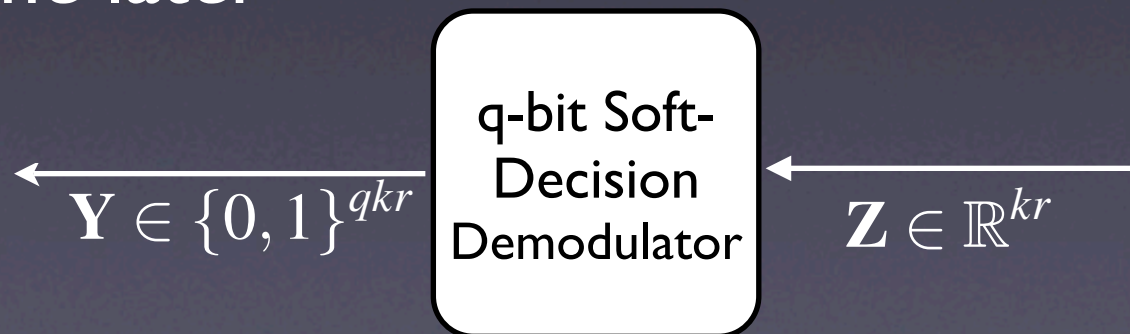 q-bit Soft-
Decision
Demodulator
Y ∈ {0, 1}^{qkr}
Z ∈ ℝ^{kr}